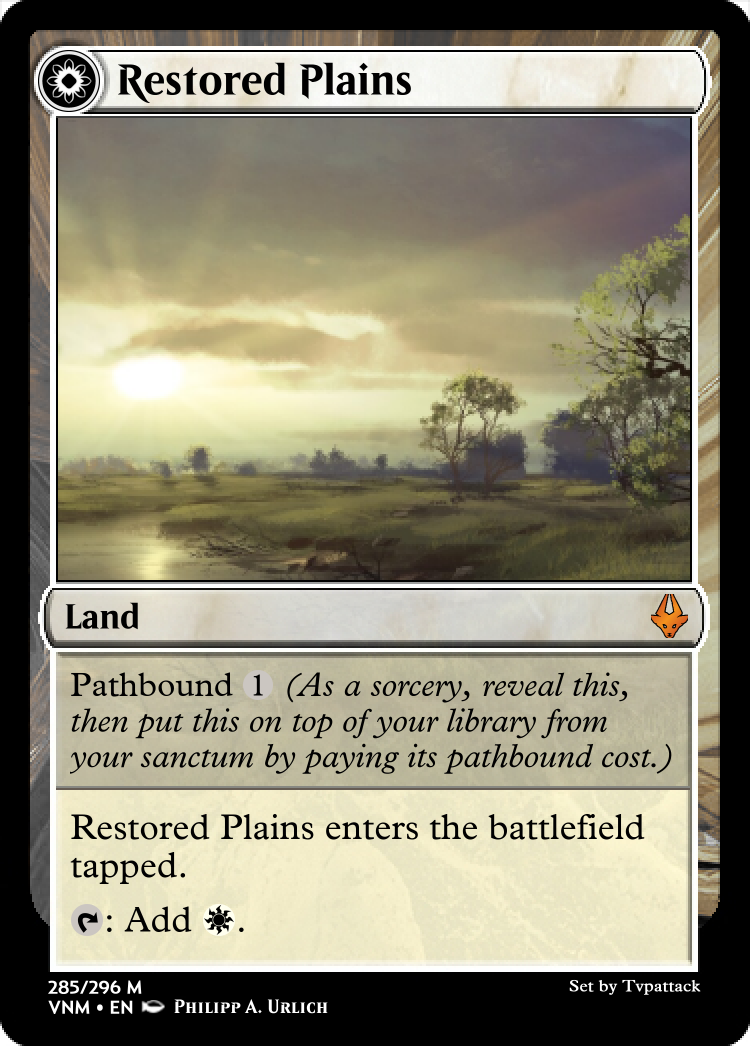 Restored Plains
Land
Pathbound 1 (As a sorcery, reveal this,
then put this on top of your library from
your sanctum by paying its pathbound cost.)
Restored Plains enters the battlefield
tapped.
: Add .
285/296 M
Set by Tvpattack
VNM • EN Philipp A. Urlich